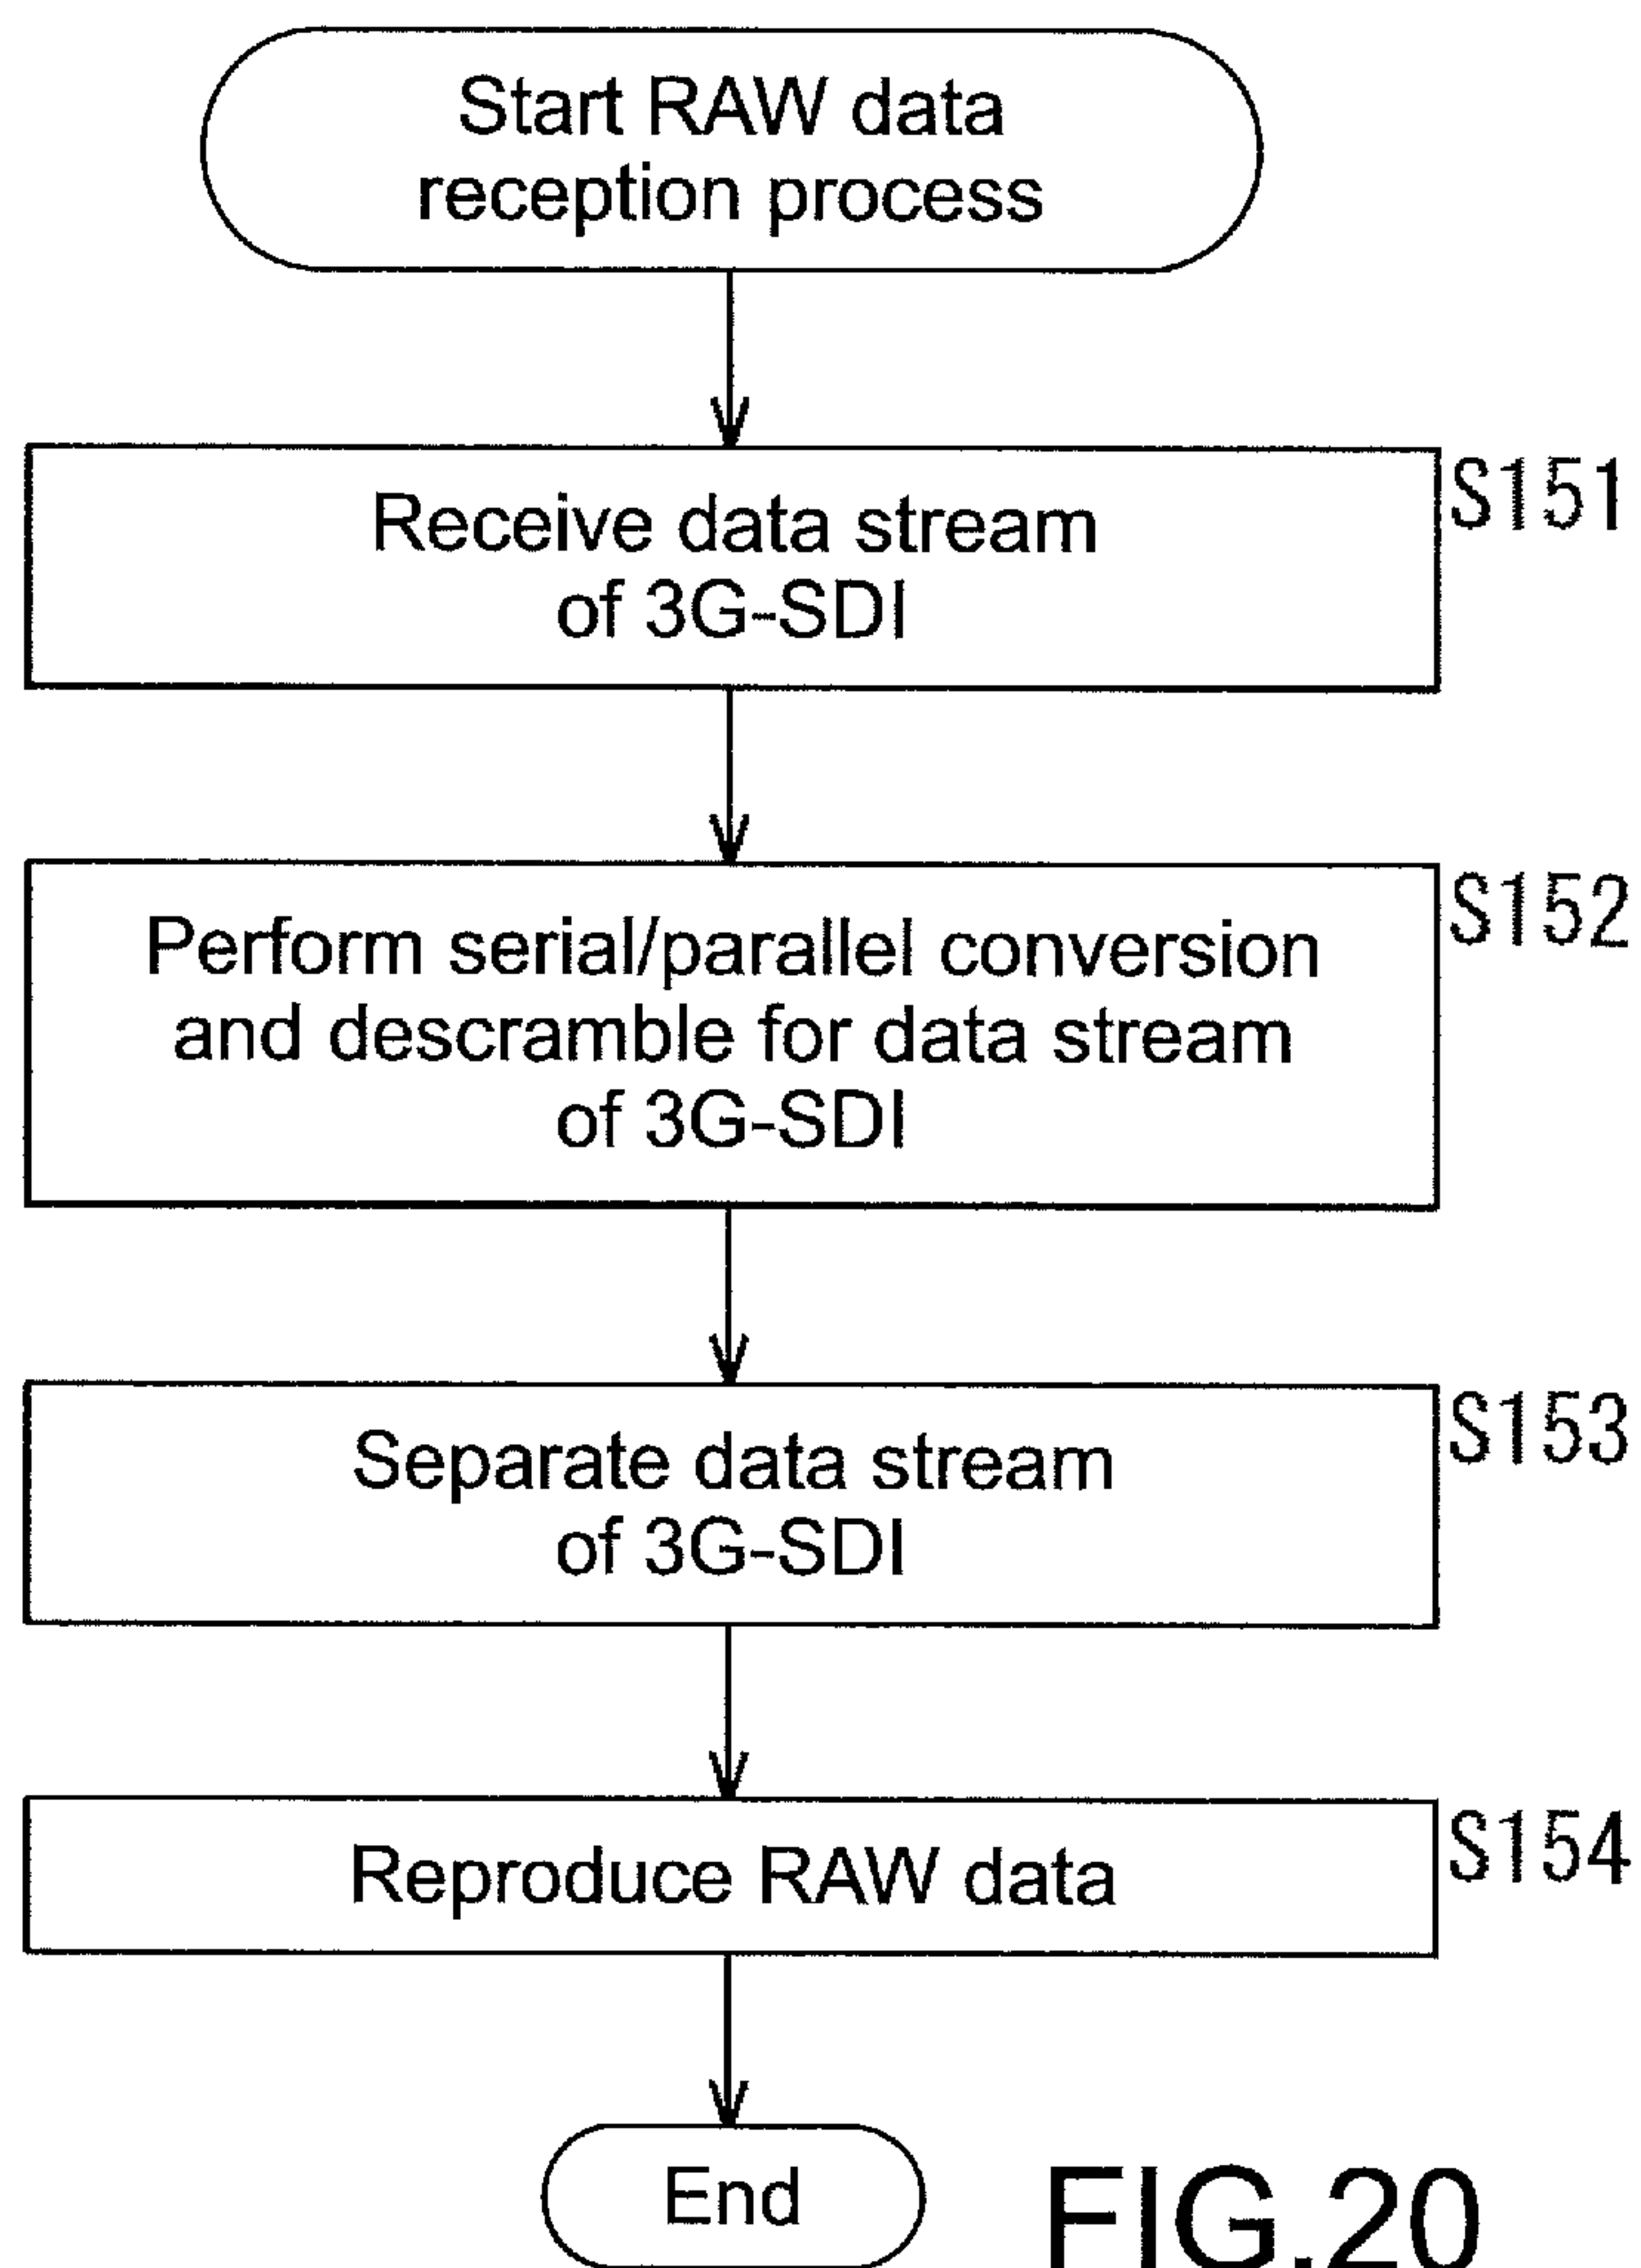 Start RAW data
reception process
S151
Receive data stream
of 3G-SDI
S152
Perform serial/parallel conversion
and descramble for data stream
of 3G-SDI
S153
Separate data stream
of 3G-SDI
S154
Reproduce RAW data
End
FIG.20